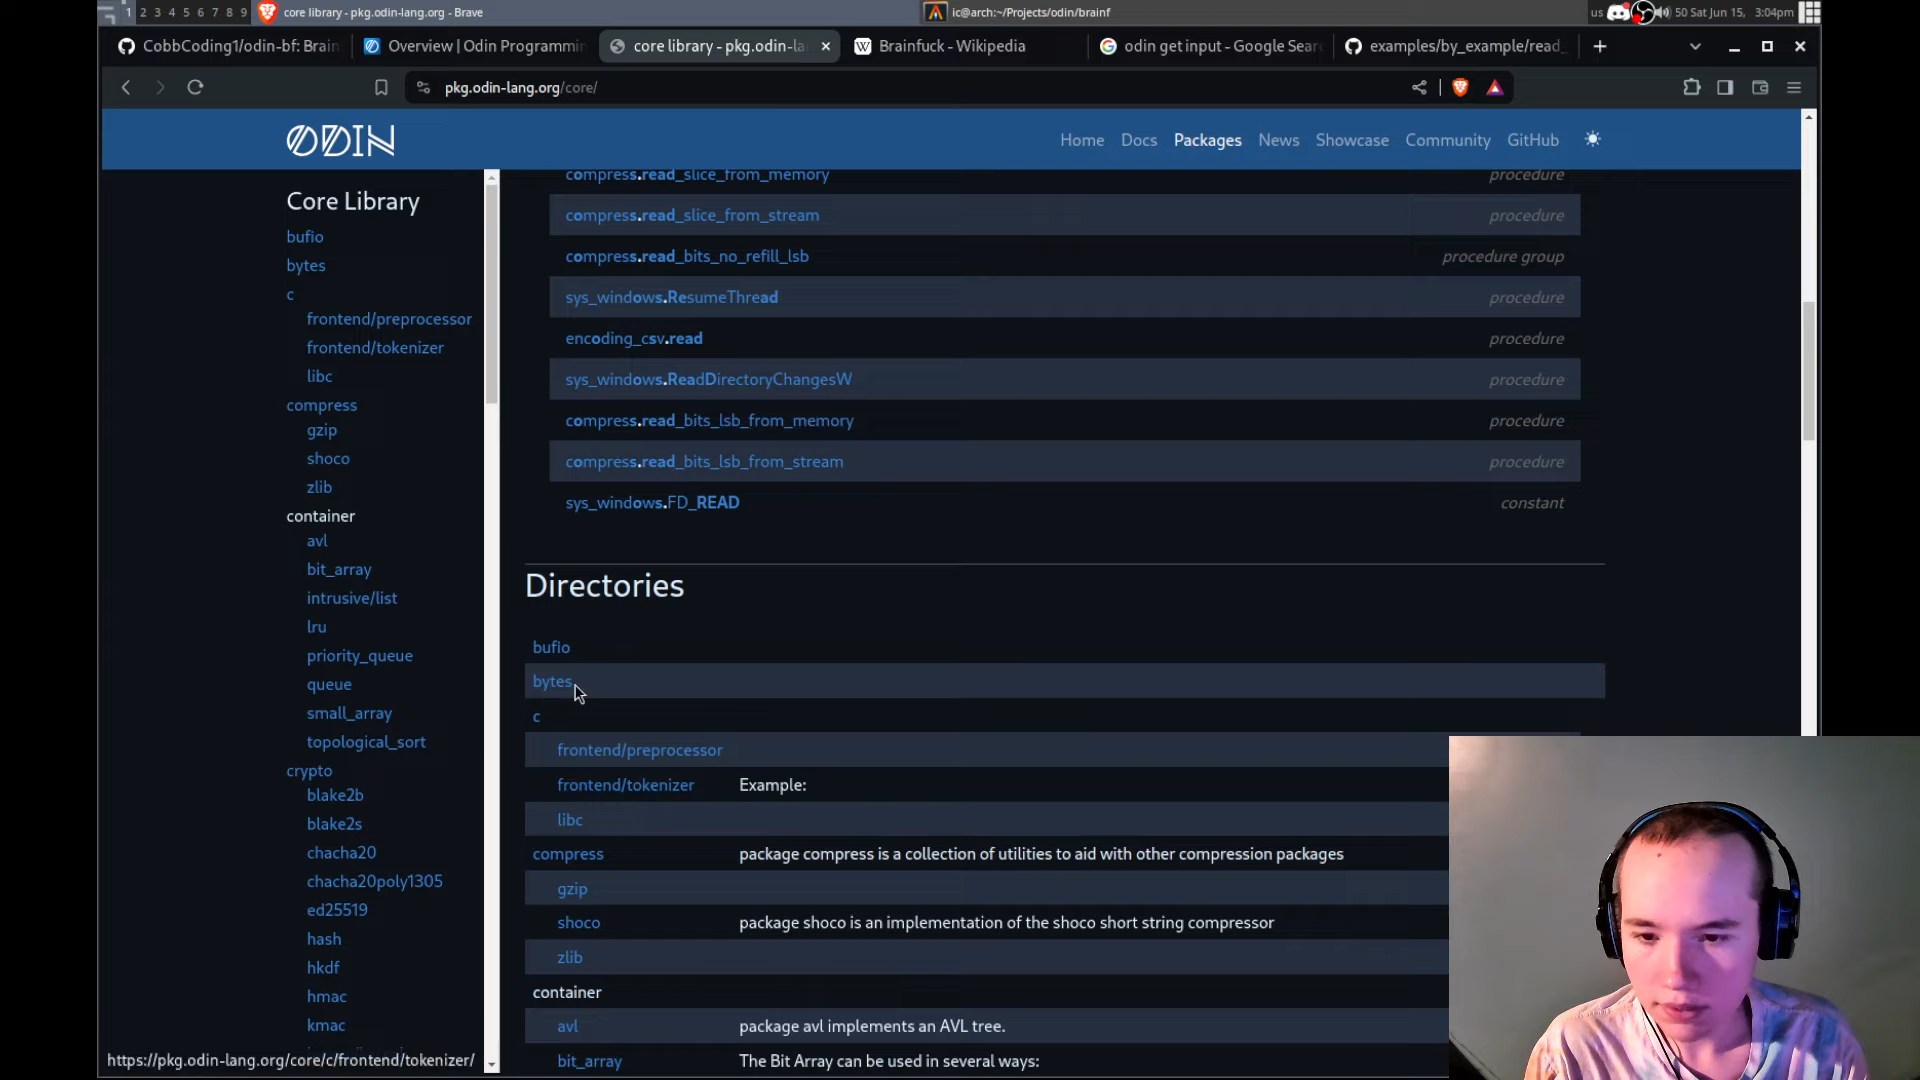 1 2 3 4 5 6 7 8 9 core library - pkg.odin-lang.org - Brave
ic@arch:~/Projects/odin/brainf
us 50 Sat Jun 15, 3:04pm
CobbCoding1/odin-bf: Brain
Overview | Odin Programmin
core library - pkg.odin-la
Brainfuck - Wikipedia
odin get input - Google Sear
examples/by_example/read_
pkg.odin-lang.org/core/
ODIN
Home Docs Packages News Showcase Community GitHub
Core Library
bufio
bytes
c
frontend/preprocessor
frontend/tokenizer
libc
compress
gzip
shoco
zlib
container
avl
bit_array
intrusive/list
lru
priority_queue
queue
small_array
topological_sort
crypto
blake2b
blake2s
chacha20
chacha20poly1305
ed25519
hash
hkdf
hmac
kmac
compress.read_slice_from_memory procedure
compress.read_slice_from_stream procedure
compress.read_bits_no_refill_lsb procedure group
sys_windows.ResumeThread procedure
encoding_csv.read procedure
sys_windows.ReadDirectoryChangesW procedure
compress.read_bits_lsb_from_memory procedure
compress.read_bits_lsb_from_stream procedure
sys_windows.FD_READ constant
Directories
bufio
bytes
c
frontend/preprocessor
frontend/tokenizer Example:
libc
compress package compress is a collection of utilities to aid with other compression packages
gzip
shoco package shoco is an implementation of the shoco short string compressor
zlib
container
avl package avl implements an AVL tree.
bit_array The Bit Array can be used in several ways:
https://pkg.odin-lang.org/core/c/frontend/tokenizer/